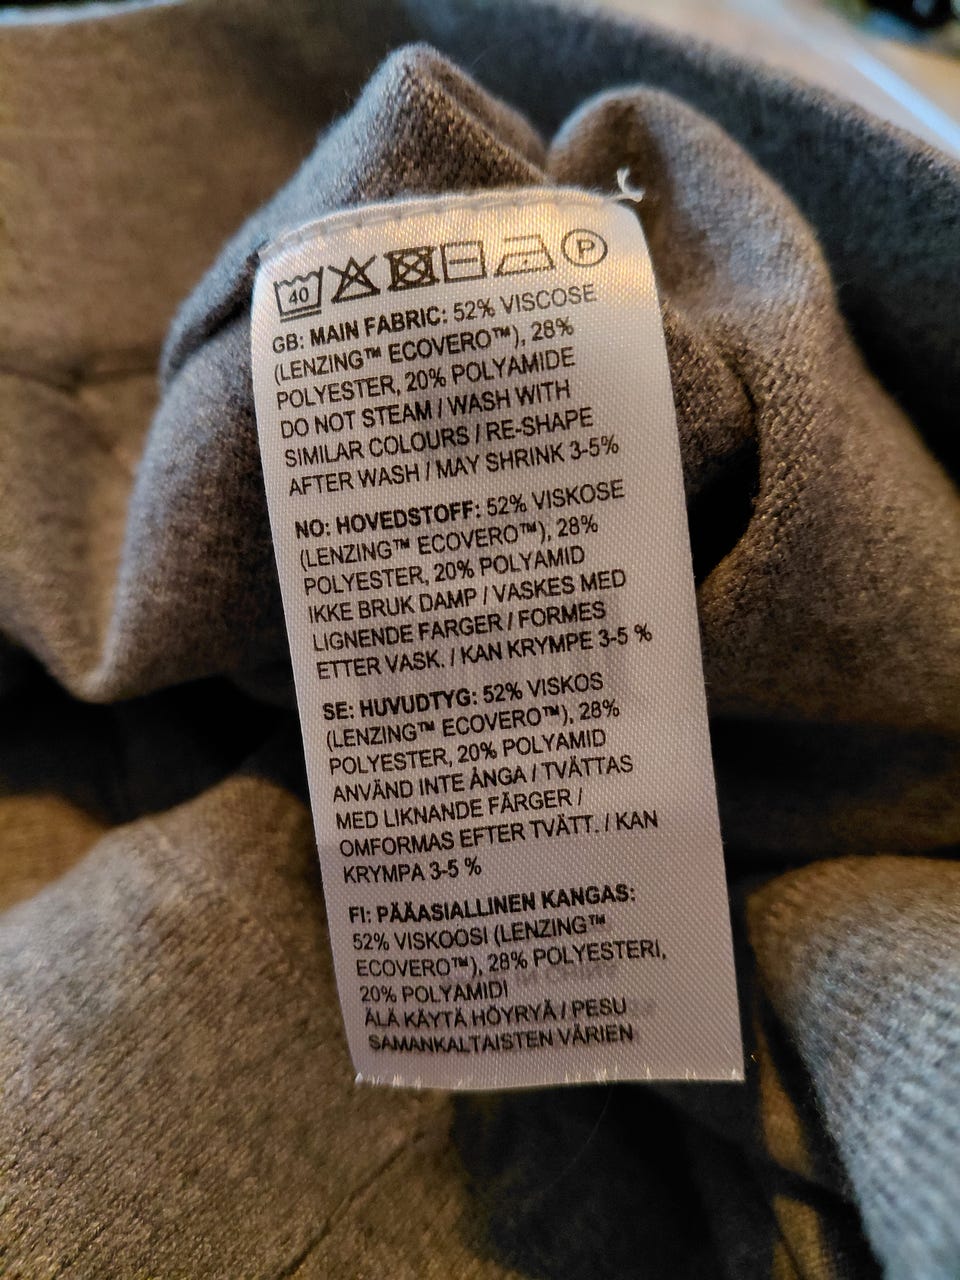 40 P
GB: MAIN FABRIC: 52% VISCOSE
(LENZING™ ECOVERO™), 28%
POLYESTER, 20% POLYAMIDE
DO NOT STEAM / WASH WITH
SIMILAR COLOURS / RE-SHAPE
AFTER WASH / MAY SHRINK 3-5%
NO: HOVEDSTOFF: 52% VISKOSE
(LENZING™ ECOVERO™), 28%
POLYESTER, 20% POLYAMID
IKKE BRUK DAMP / VASKES MED
LIGNENDE FARGER / FORMES
ETTER VASK. / KAN KRYMPE 3-5 %
SE: HUVUDTYG: 52% VISKOS
(LENZING™ ECOVERO™), 28%
POLYESTER, 20% POLYAMID
ANVÄND INTE ÅNGA / TVÄTTAS
MED LIKNANDE FÄRGER /
OMFORMAS EFTER TVÄTT. / KAN
KRYMPA 3-5 %
FI: PÄÄASIALLINEN KANGAS:
52% VISKOOSI (LENZING™
ECOVERO™), 28% POLYESTERI,
20% POLYAMIDI
ÄLÄ KÄYTÄ HÖYRYÄ / PESU
SAMANKALTAISTEN VÄRIEN